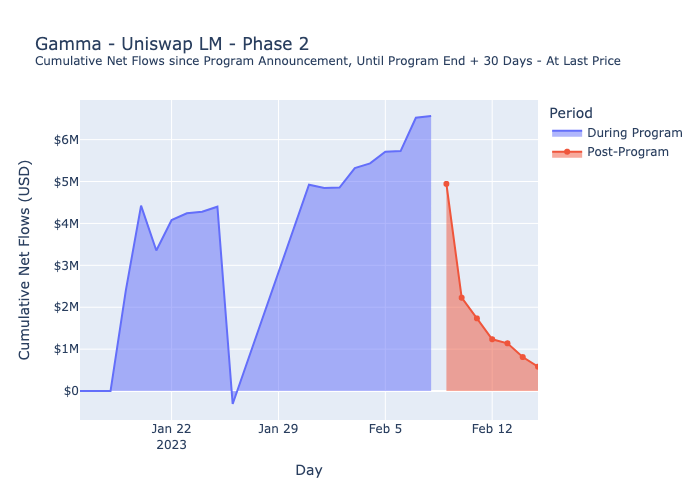 Gamma - Uniswap LM - Phase 2
Cumulative Net Flows since Program Announcement, Until Program End + 30 Days - At Last Price
Period
During Program
Post-Program
Cumulative Net Flows (USD)
$6M
$5M
$4M
$3M
$2M
$1M
$0
Jan 22
2023
Jan 29
Feb 5
Feb 12
Day